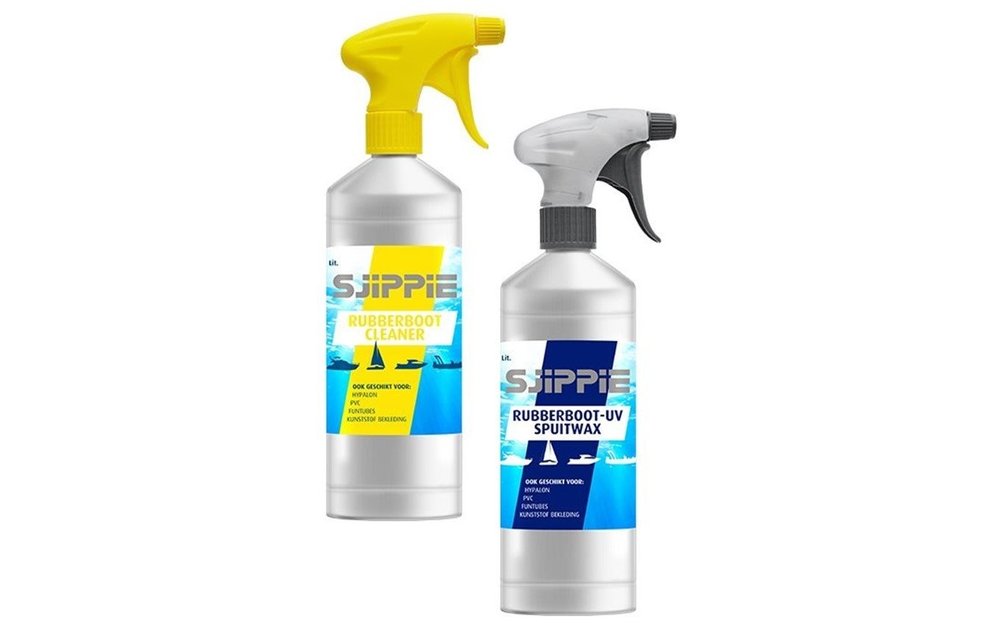 Lit.
SJIPPIE
RUBBERBOOT
CLEANER
OOK GESCHIKT VOOR:
HYPALON
PVC
FUNTUBES
KUNSTSTOF BEKLEDING
Lit.
SJIPPIE
RUBBERBOOT-UV
SPUITWAX
OOK GESCHIKT VOOR:
HYPALON
PVC
FUNTUBES
KUNSTSTOF BEKLEDING